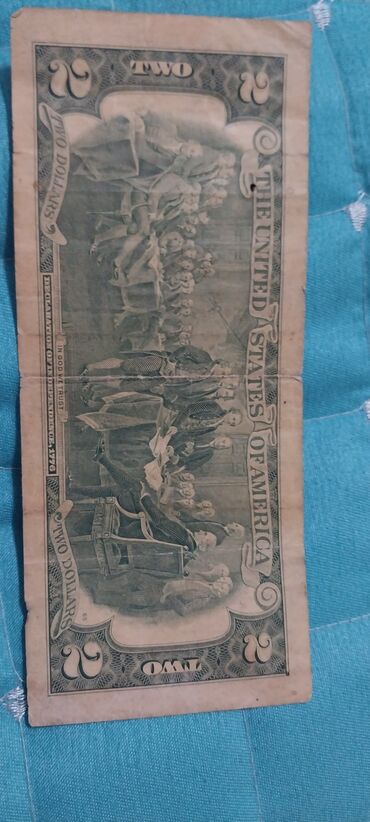 2 TWO 2
THE UNITED STATES OF AMERICA
IN GOD WE TRUST
TWO DOLLARS DECLARATION OF INDEPENDENCE, 1776 TWO DOLLARS
2 TWO 2